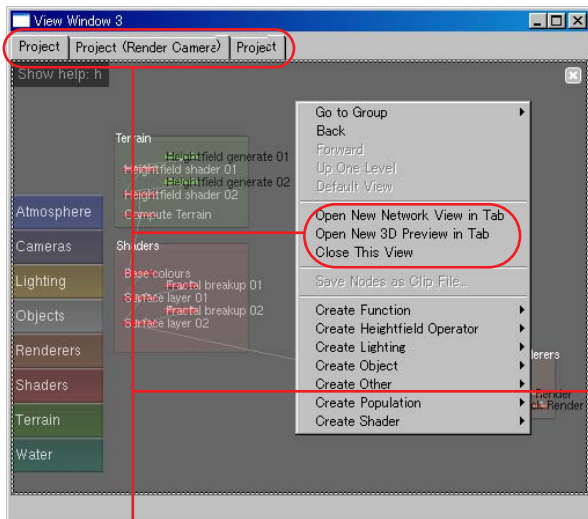 View Window 3
Project
Project (Render Camera)
Project
Show help: h
Terrain
Heightfield generate 01
Heightfield shader 01
Heightfield generate 02
Heightfield shader 02
Compute Terrain
Shaders
Base colours
Fractal breakup 01
Surface layer 01
Fractal breakup 02
Surface layer 02
Atmosphere
Cameras
Lighting
Objects
Renderers
Shaders
Terrain
Water
Go to Group
Back
Forward
Up One Level
Default View
Open New Network View in Tab
Open New 3D Preview in Tab
Close This View
Save Nodes as Clip File...
Create Function
Create Heightfield Operator
Create Lighting
Create Object
Create Other
Create Population
Create Shader
erers
Render
ck Render